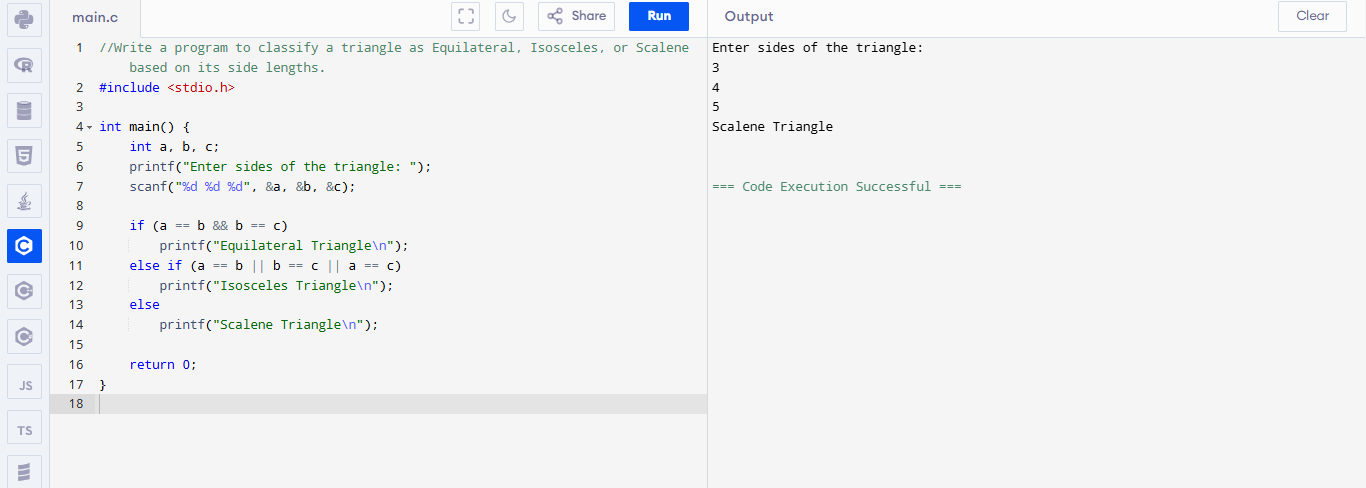 main.c
Share
Run
Output
Clear
1 //Write a program to classify a triangle as Equilateral, Isosceles, or Scalene
based on its side lengths.
2 #include <stdio.h>
3
4 int main() {
5     int a, b, c;
6     printf("Enter sides of the triangle: ");
7     scanf("%d %d %d", &a, &b, &c);
8
9     if (a == b && b == c)
10         printf("Equilateral Triangle\n");
11     else if (a == b || b == c || a == c)
12         printf("Isosceles Triangle\n");
13     else
14         printf("Scalene Triangle\n");
15
16     return 0;
17 }
18
Enter sides of the triangle:
3
4
5
Scalene Triangle
=== Code Execution Successful ===
R
5
C
C
C
JS
TS